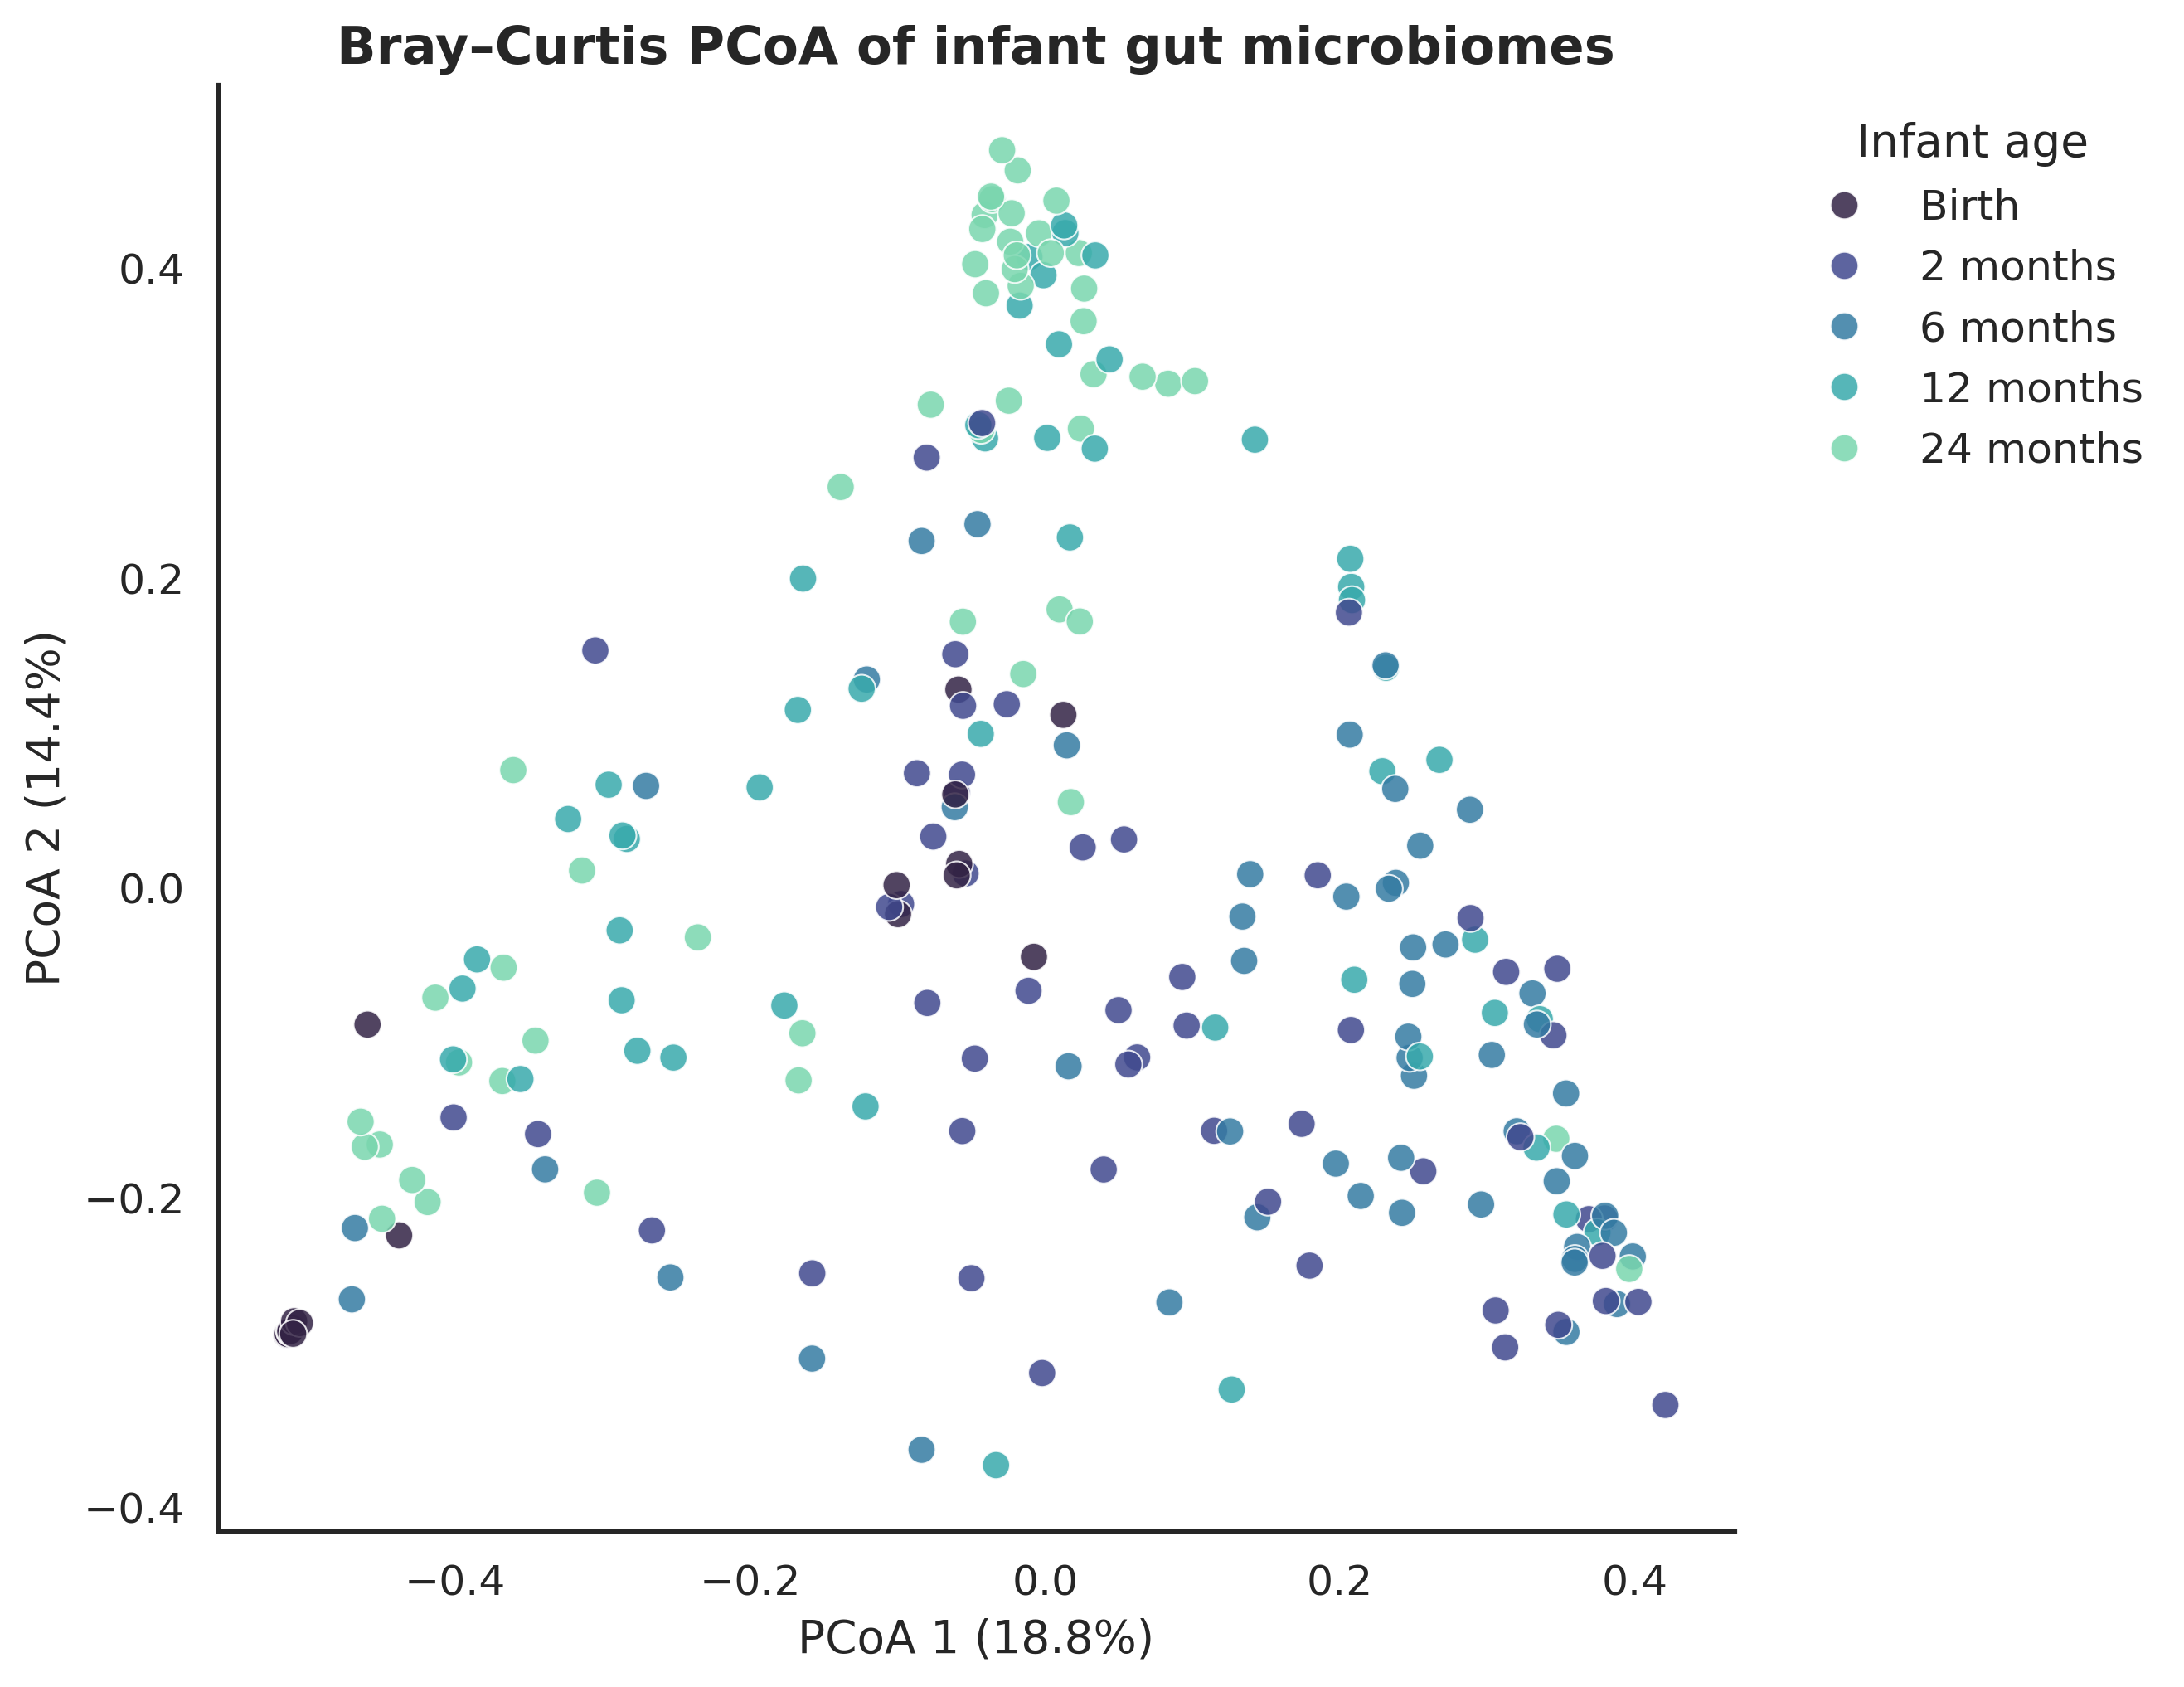 Bray–Curtis PCoA of infant gut microbiomes
Infant age
Birth
2 months
6 months
12 months
24 months
PCoA 2 (14.4%)
0.4
0.2
0.0
−0.2
−0.4
−0.4
−0.2
0.0
0.2
0.4
PCoA 1 (18.8%)